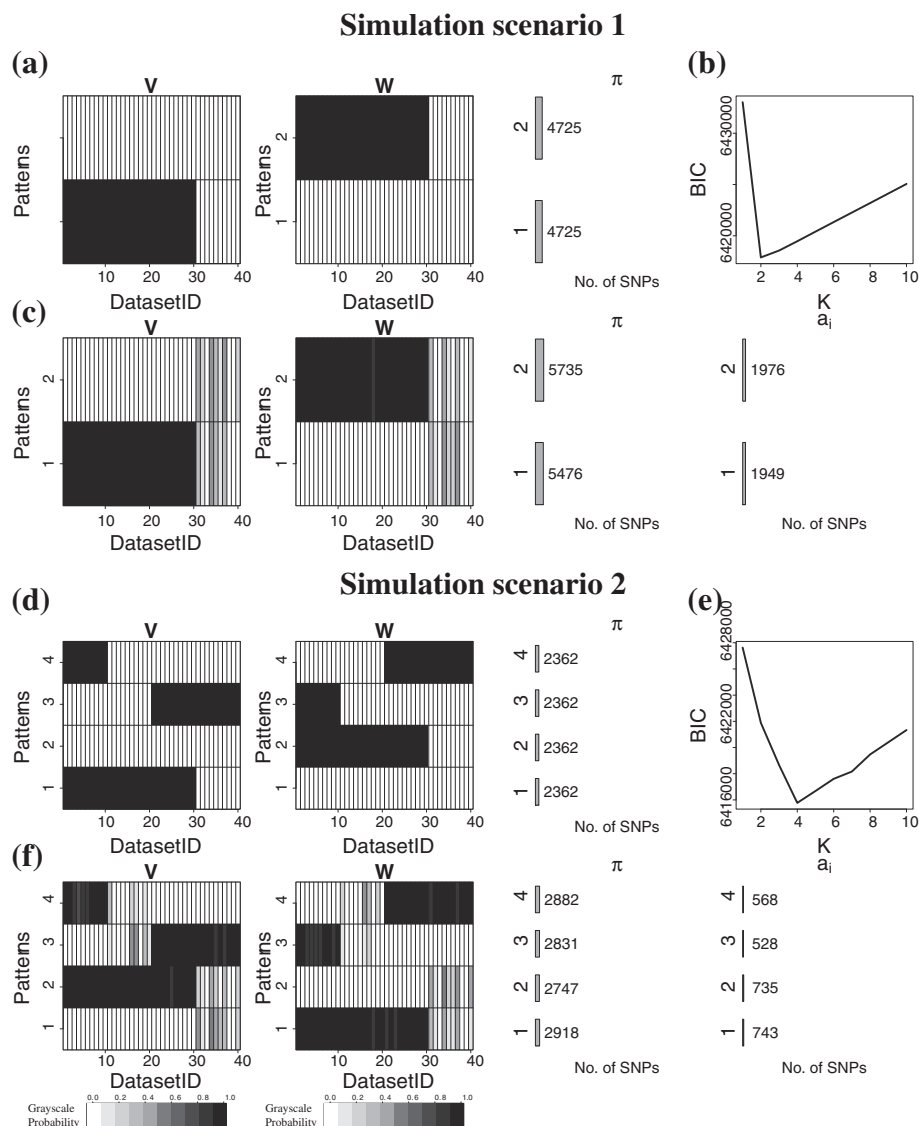 Simulation scenario 1
(a)
V
W
π
(b)
Patterns
Patterns
2
1
2
4725
1
4725
10 20 30 40
DatasetID
10 20 30 40
DatasetID
No. of SNPs
BIC
6430000
6420000
2 4 6 8 10
K
(c)
V
W
π
a_i
Patterns
2
1
Patterns
2
1
2
5735
1
5476
2
1976
1
1949
10 20 30 40
DatasetID
10 20 30 40
DatasetID
No. of SNPs
No. of SNPs
Simulation scenario 2
(d)
V
W
π
(e)
Patterns
4
3
2
1
Patterns
4
3
2
1
4
2362
3
2362
2
2362
1
2362
10 20 30 40
DatasetID
10 20 30 40
DatasetID
No. of SNPs
BIC
6428000
6422000
6416000
2 4 6 8 10
K
(f)
V
W
π
a_i
Patterns
4
3
2
1
Patterns
4
3
2
1
4
2882
3
2831
2
2747
1
2918
4
568
3
528
2
735
1
743
10 20 30 40
DatasetID
10 20 30 40
DatasetID
No. of SNPs
No. of SNPs
Grayscale
Probability
0.0 0.2 0.4 0.6 0.8 1.0
Grayscale
Probability
0.0 0.2 0.4 0.6 0.8 1.0